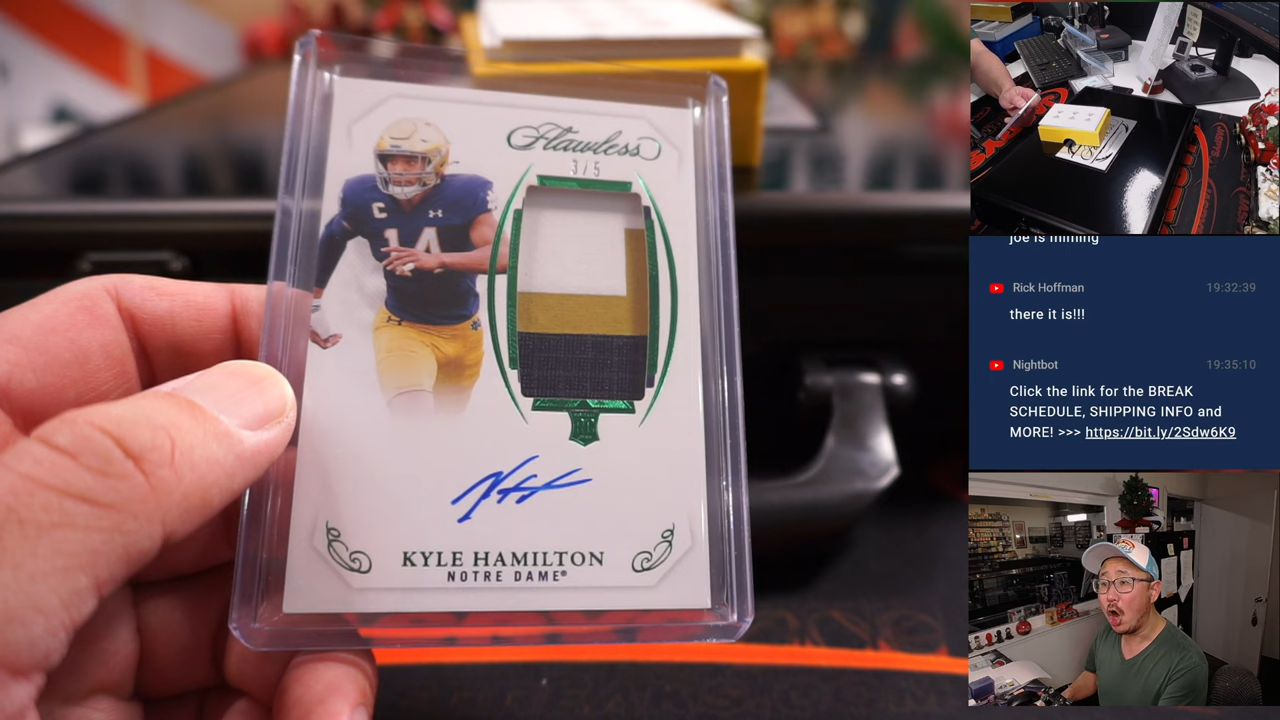 Flawless
3/5
C
14
KYLE HAMILTON
NOTRE DAME®
joe is mining
Rick Hoffman 19:32:39
there it is!!!
Nightbot 19:35:10
Click the link for the BREAK
SCHEDULE, SHIPPING INFO and
MORE! >>> https://bit.ly/2Sdw6K9